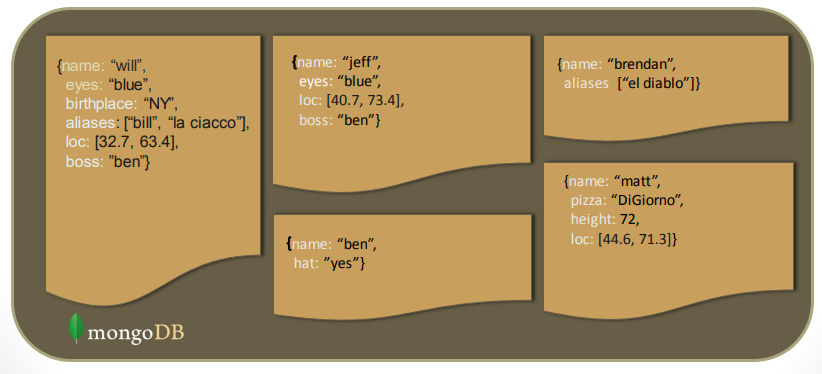 {name: “will”,
eyes: “blue”,
birthplace: “NY”,
aliases: [“bill”, “la ciacco”],
loc: [32.7, 63.4],
boss: ”ben”}
{name: “jeff”,
eyes: “blue”,
loc: [40.7, 73.4],
boss: “ben”}
{name: “ben”,
hat: ”yes”}
{name: “brendan”,
aliases [“el diablo”]}
{name: “matt”,
pizza: “DiGiorno”,
height: 72,
loc: [44.6, 71.3]}
mongoDB